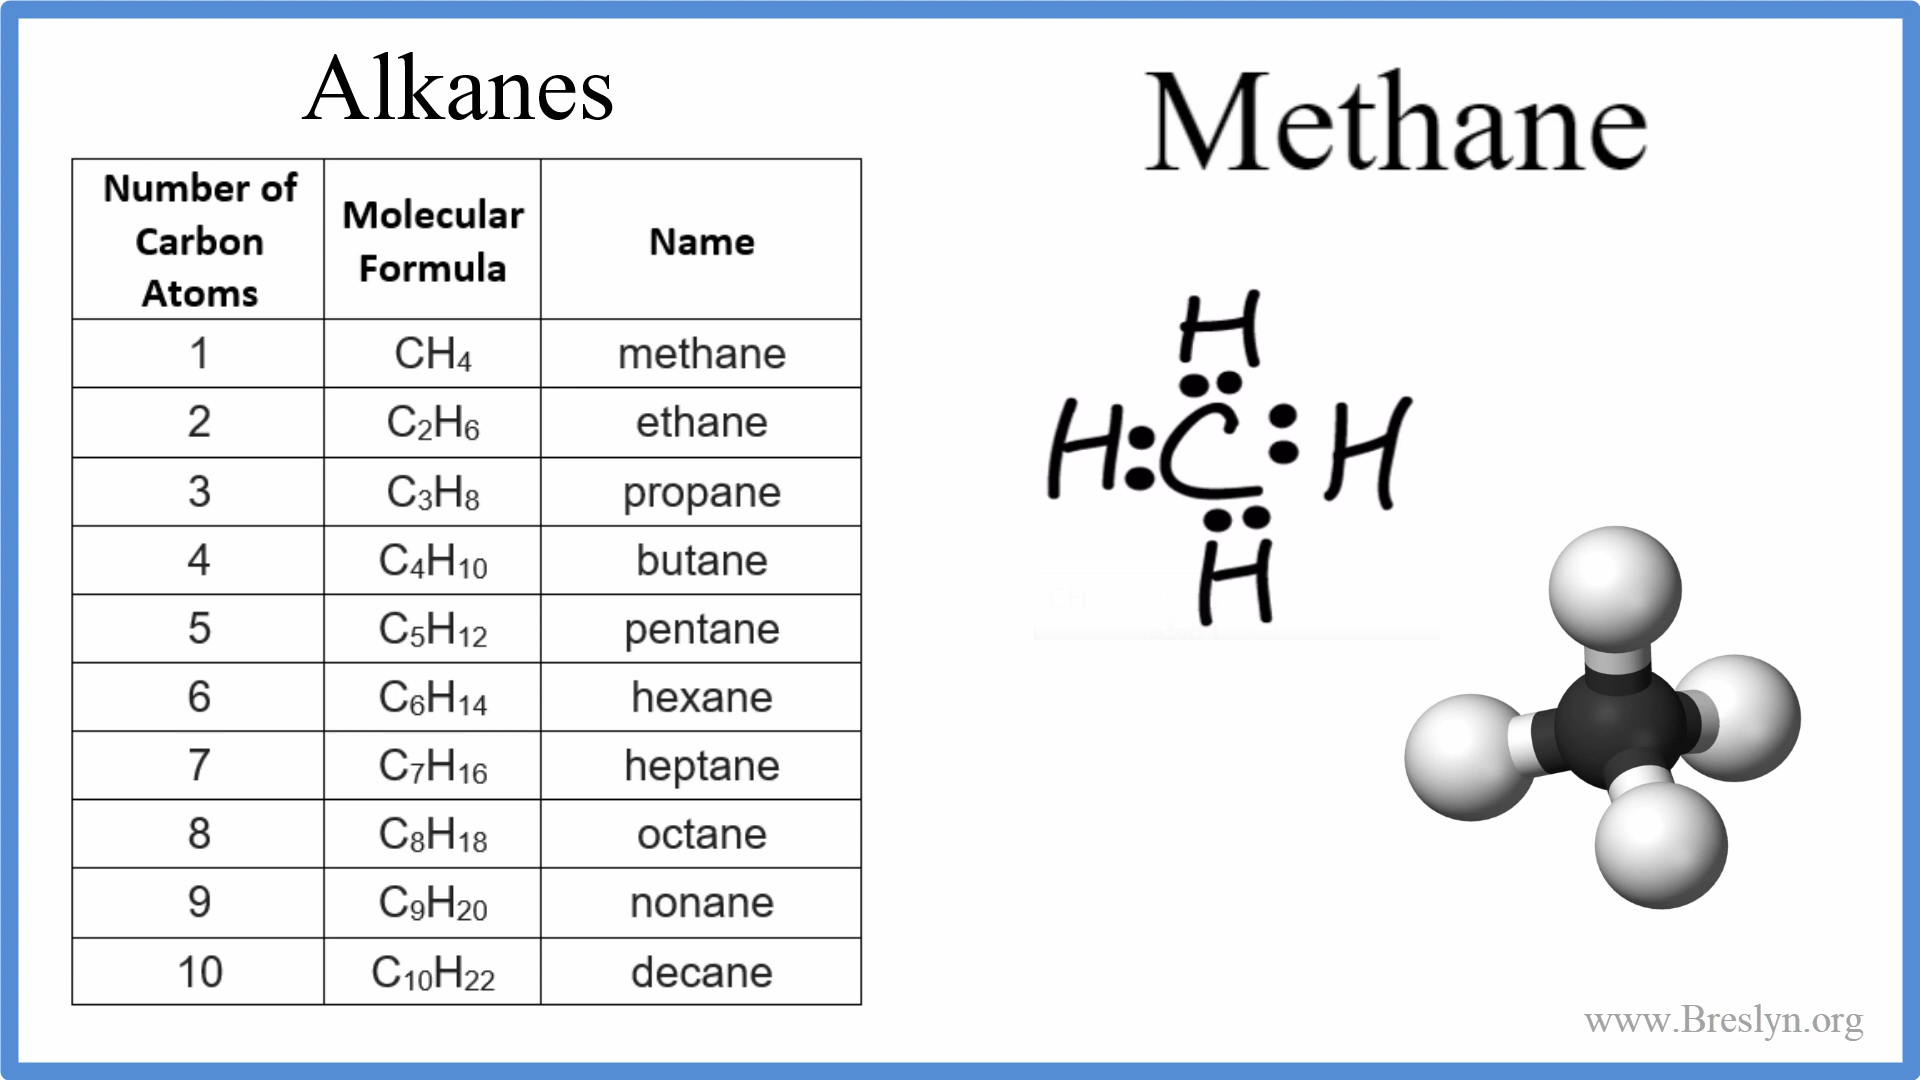 Alkanes
Number of Carbon Atoms Molecular Formula Name
1 CH₄ methane
2 C₂H₆ ethane
3 C₃H₈ propane
4 C₄H₁₀ butane
5 C₅H₁₂ pentane
6 C₆H₁₄ hexane
7 C₇H₁₆ heptane
8 C₈H₁₈ octane
9 C₉H₂₀ nonane
10 C₁₀H₂₂ decane
Methane
H
H:C:H
H
www.Breslyn.org